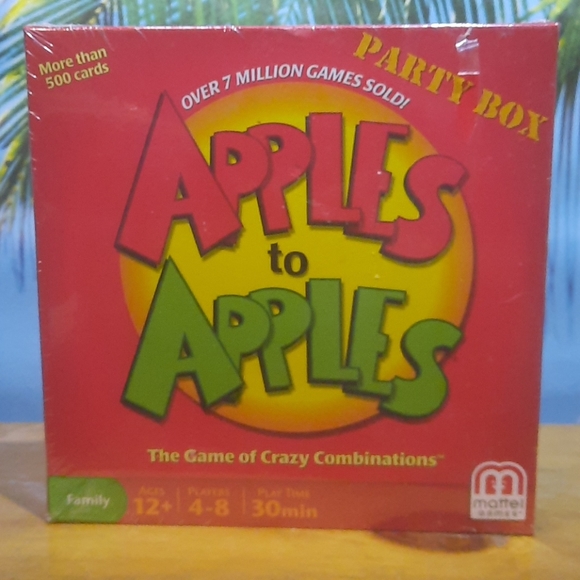 More than
500 cards
PARTY BOX
OVER 7 MILLION GAMES SOLD!
APPLES
to
APPLES
The Game of Crazy Combinations™
Family
AGES
12+
PLAYERS
4-8
PLAY TIME
30min
mattel
games™